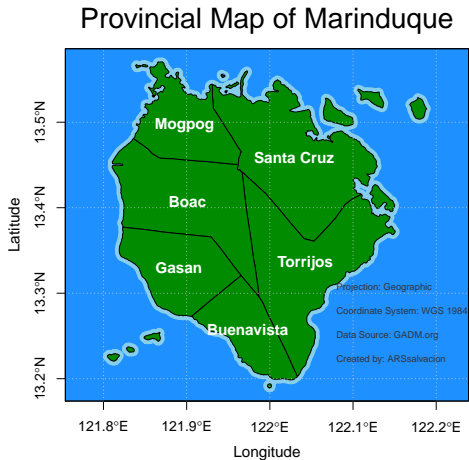 Provincial Map of Marinduque
Latitude
13.5°N
13.4°N
13.3°N
13.2°N
Mogpog
Santa Cruz
Boac
Gasan
Torrijos
Buenavista
Projection: Geographic
Coordinate System: WGS 1984
Data Source: GADM.org
Created by: ARSsalvacion
121.8°E 121.9°E 122°E 122.1°E 122.2°E
Longitude